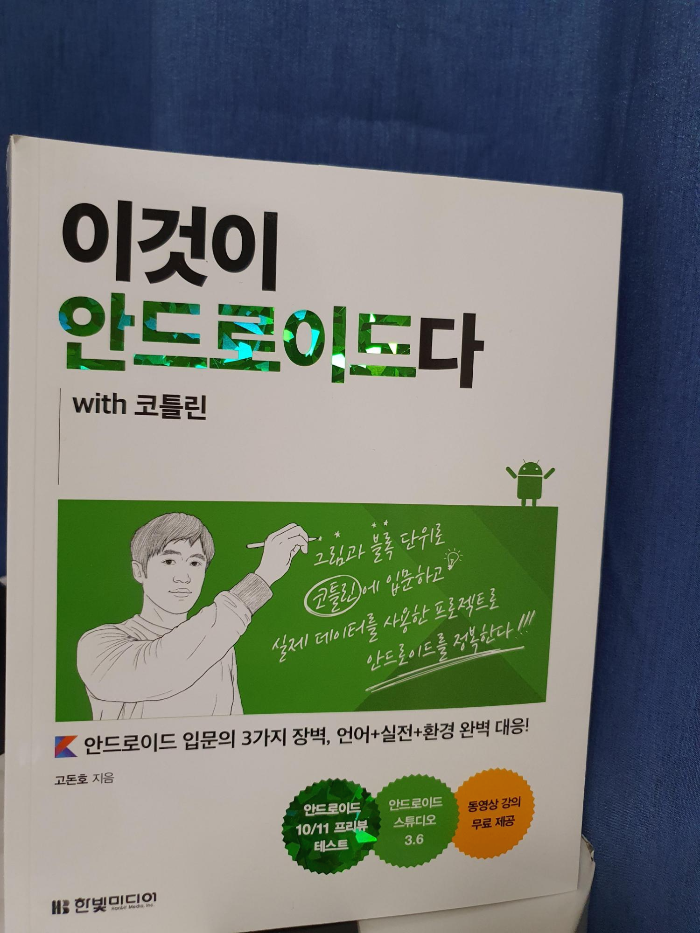 이것이
안드로이드다
with 코틀린
그림과 블록 단위로
코틀린에 입문하고
실제 데이터를 사용한 프로젝트로
안드로이드를 정복한다!!!
안드로이드 입문의 3가지 장벽, 언어+실전+환경 완벽 대응!
고돈호 지음
안드로이드
10/11 프리뷰
테스트
안드로이드
스튜디오
3.6
동영상 강의
무료 제공
한빛미디어
Hanbit Media, Inc.